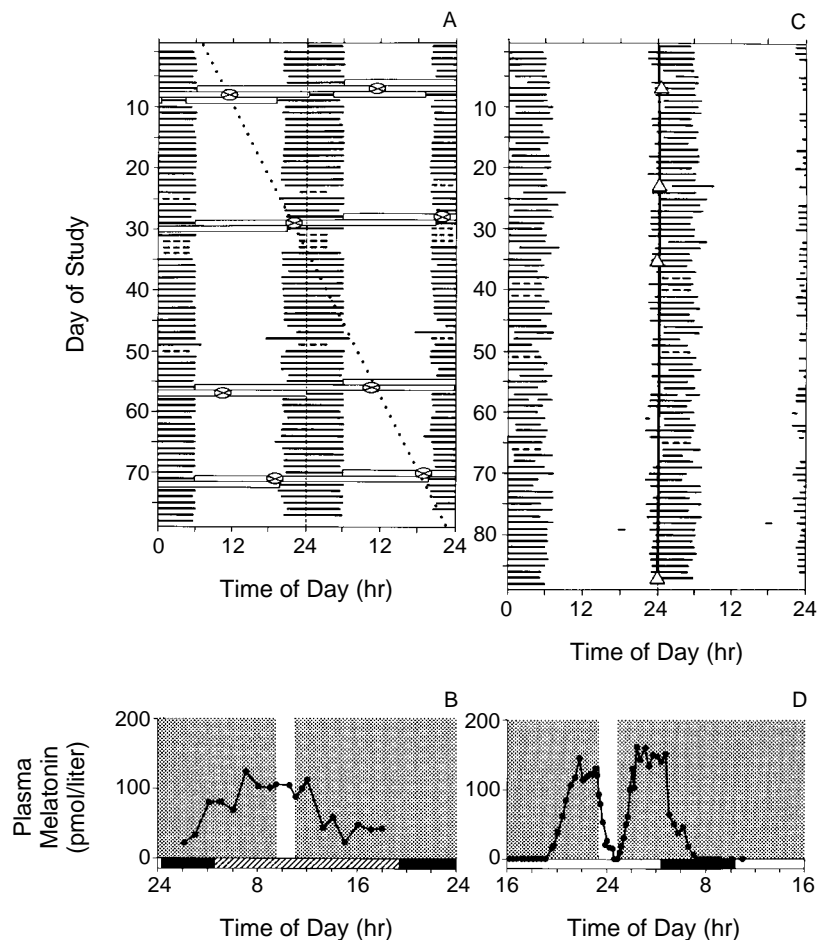 A
C
10
20
30
40
50
60
70
Day of Study
0 12 24 12 24
Time of Day (hr)
10
20
30
40
50
60
70
80
0 12 24 12 24
Time of Day (hr)
B
D
200
100
0
Plasma
Melatonin
(pmol/liter)
24 8 16 24
Time of Day (hr)
200
100
0
16 24 8 16
Time of Day (hr)